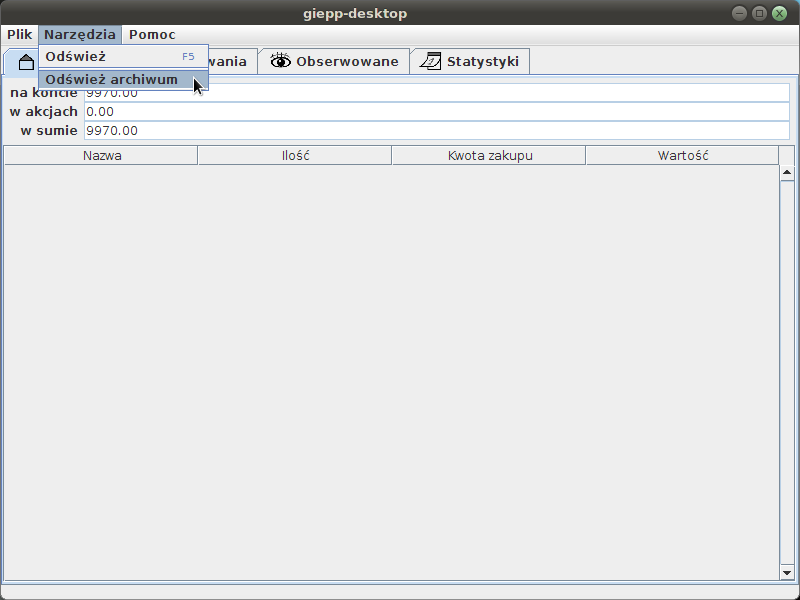 giepp-desktop
Plik Narzędzia Pomoc
Odśwież F5
Odśwież archiwum
Obserwowane Statystyki
na koncie 9970.00
w akcjach 0.00
w sumie 9970.00
Nazwa Ilość Kwota zakupu Wartość